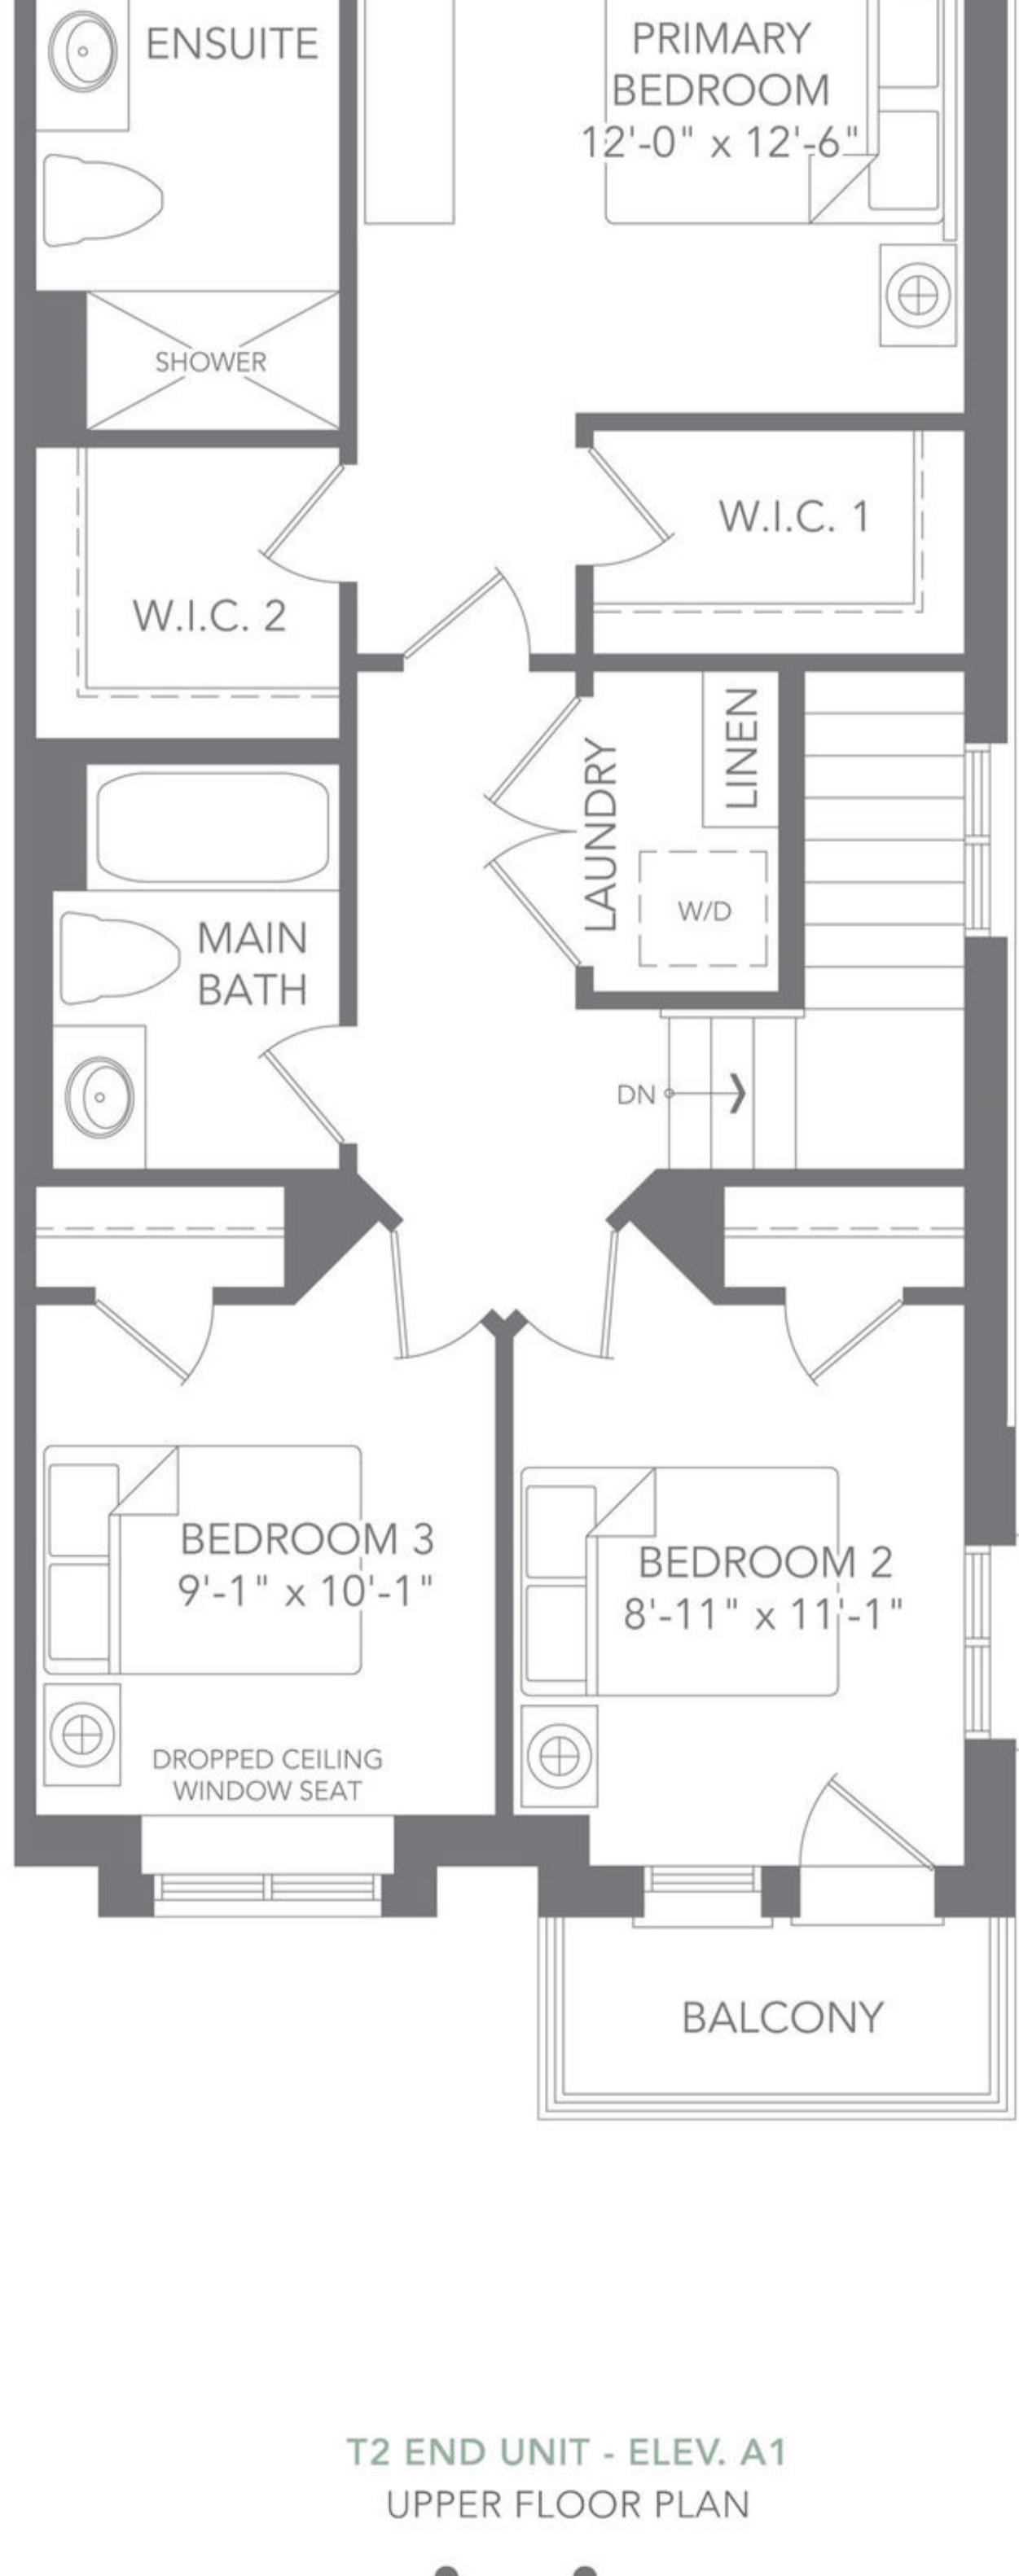 ENSUITE
PRIMARY
BEDROOM
12'-0" x 12'-6"
SHOWER
W.I.C. 1
W.I.C. 2
LINEN
LAUNDRY
W/D
MAIN
BATH
DN
BEDROOM 3
9'-1" x 10'-1"
BEDROOM 2
8'-11" x 11'-1"
DROPPED CEILING
WINDOW SEAT
BALCONY
T2 END UNIT - ELEV. A1
UPPER FLOOR PLAN